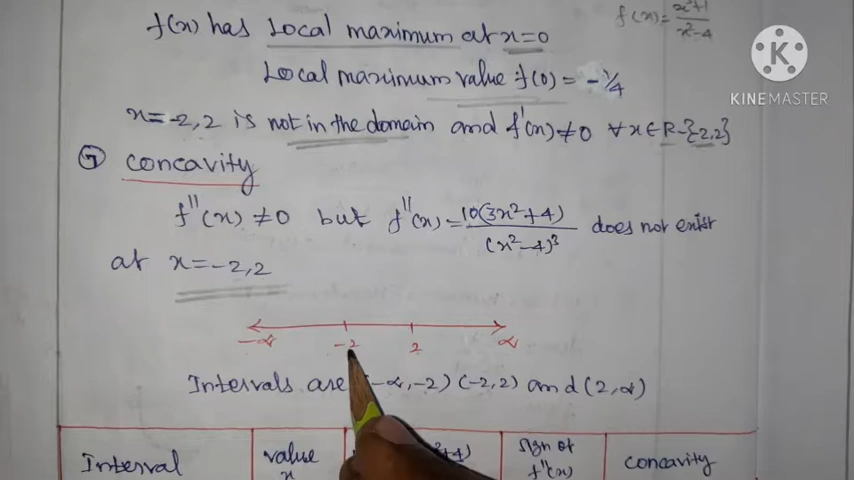 f(x) = x²+1 / x²-4
f(x) has Local maximum at x=0
Local maximum value f(0) = -1/4
KINEMASTER
x=-2,2 is not in the domain and f'(x)≠0 ∀ x∈R-{-2,2}
⑦ concavity
f''(x) ≠0 but f''(x)= 10(3x²+4) / (x²-4)³ does not exist
at x=-2,2
-∞ -2 2 ∞
Intervals are (-∞,-2) (-2,2) and (2,∞)
Interval value x sign of f''(x) concavity